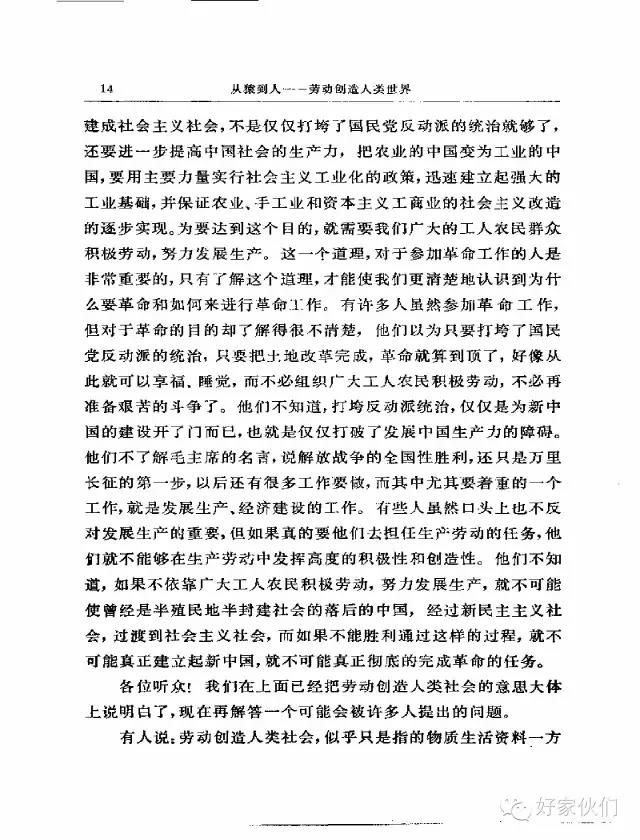 14 从猿到人——劳动创造人类世界
建成社会主义社会，不是仅仅打垮了国民党反动派的统治就够了，
还要进一步提高中国社会的生产力，把农业的中国变为工业的中
国，要用主要力量实行社会主义工业化的政策，迅速建立起强大的
工业基础，并保证农业、手工业和资本主义工商业的社会主义改造
的逐步实现。为要达到这个目的，就需要我们广大的工人农民群众
积极劳动，努力发展生产。这一个道理，对于参加革命工作的人是
非常重要的，只有了解这个道理，才能使我们更清楚地认识到为什
么要革命和如何来进行革命工作。有许多人虽然参加革命工作，
但对于革命的目的却了解得很不清楚，他们以为只要打垮了国民
党反动派的统治，只要把土地改革完成，革命就算到顶了，好像从
此就可以享福、睡觉，而不必组织广大工人农民积极劳动，不必再
准备艰苦的斗争了。他们不知道，打垮反动派统治，仅仅是为新中
国的建设开了门而已，也就是仅仅打破了发展中国生产力的障碍。
他们不了解毛主席的名言，说解放战争的全国性胜利，还只是万里
长征的第一步，以后还有很多工作要做，而其中尤其要着重的一个
工作，就是发展生产、经济建设的工作。有些人虽然口头上也不反
对发展生产的重要，但如果真的要他们去担任生产劳动的任务，他
们就不能够在生产劳动中发挥高度的积极性和创造性。他们不知
道，如果不依靠广大工人农民积极劳动，努力发展生产，就不可能
使曾经是半殖民地半封建社会的落后的中国，经过新民主主义社
会，过渡到社会主义社会，而如果不能胜利通过这样的过程，就不
可能真正建立起新中国，就不可能真正彻底的完成革命的任务。
各位听众！我们在上面已经把劳动创造人类社会的意思大体
上说明白了，现在再解答一个可能会被许多人提出的问题。
有人说：劳动创造人类社会，似乎只是指的物质生活资料一方
好家伙们